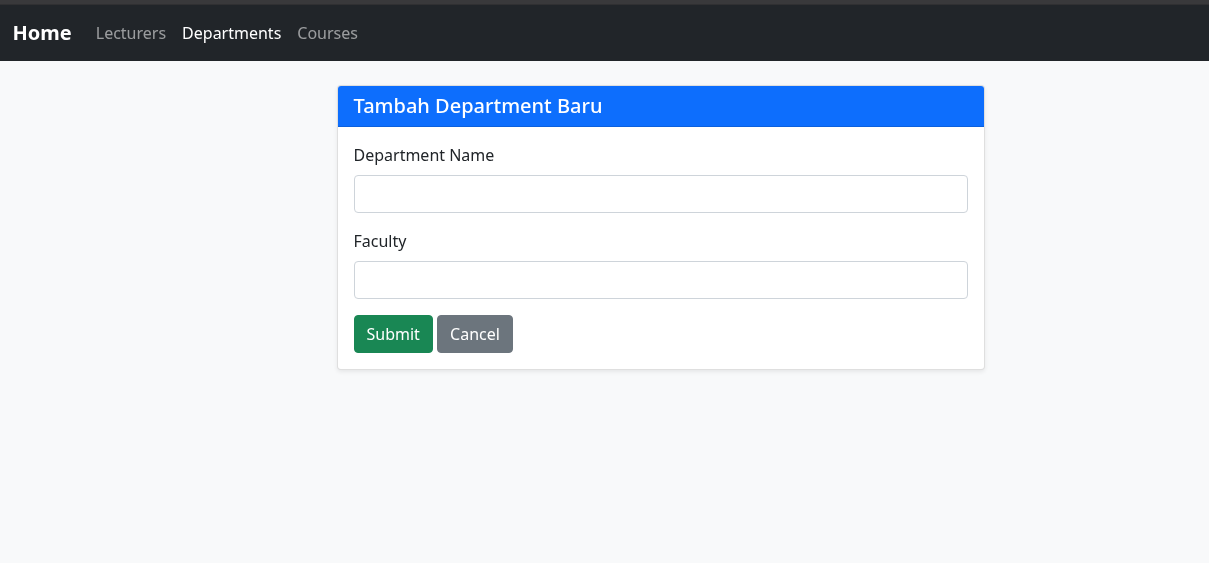 Home Lecturers Departments Courses
Tambah Department Baru
Department Name
Faculty
Submit Cancel